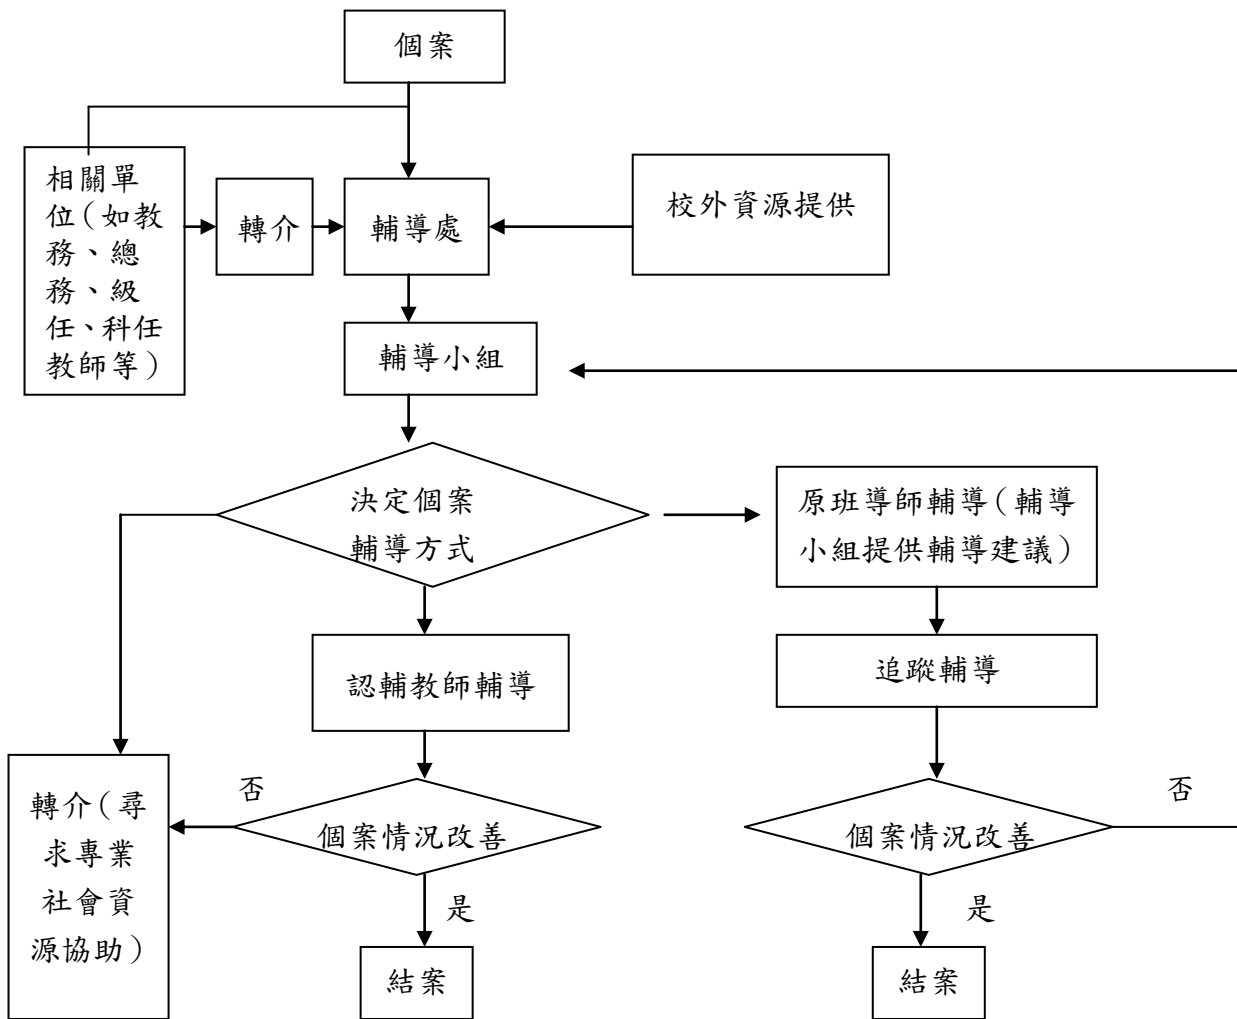 個案
相關單
位（如教
務、總
務、級
任、科任
教師等）
轉介
輔導處
校外資源提供
輔導小組
決定個案
輔導方式
原班導師輔導（輔導
小組提供輔導建議）
認輔教師輔導
追蹤輔導
轉介（尋
求專業
社會資
源協助）
否
個案情況改善
個案情況改善
否
是
是
結案
結案